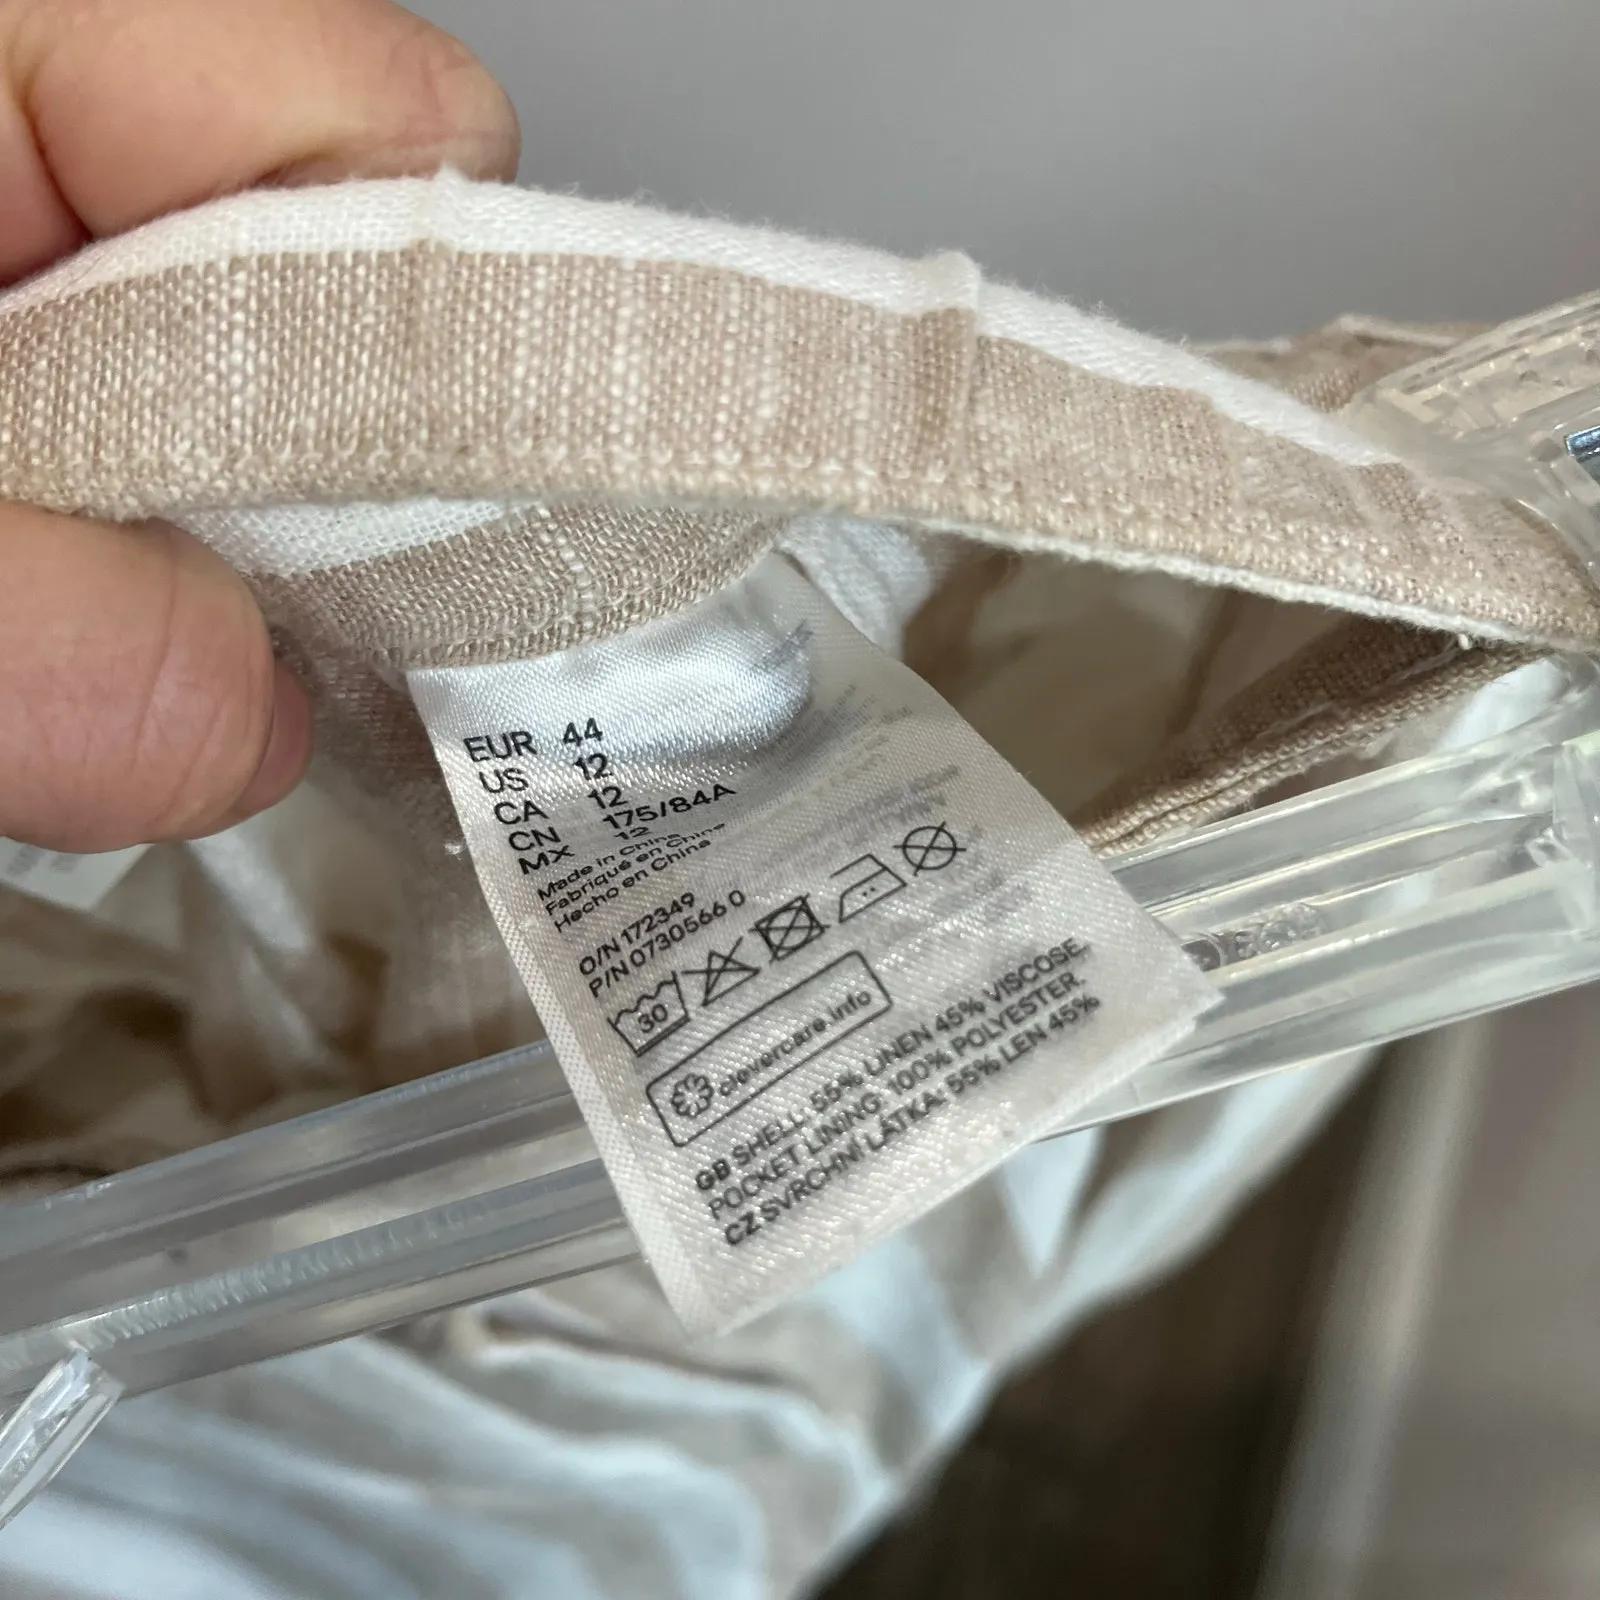 EUR 44
US 12
CA 12
CN 175/84A
MX 12
Made in China
Fabriqué en Chine
Hecho en China
O/N 172349
P/N 0730566 0
30
clevercare.info
GB SHELL: 55% LINEN 45% VISCOSE.
POCKET LINING: 100% POLYESTER.
CZ SVRCHNÍ LÁTKA: 55% LEN 45%